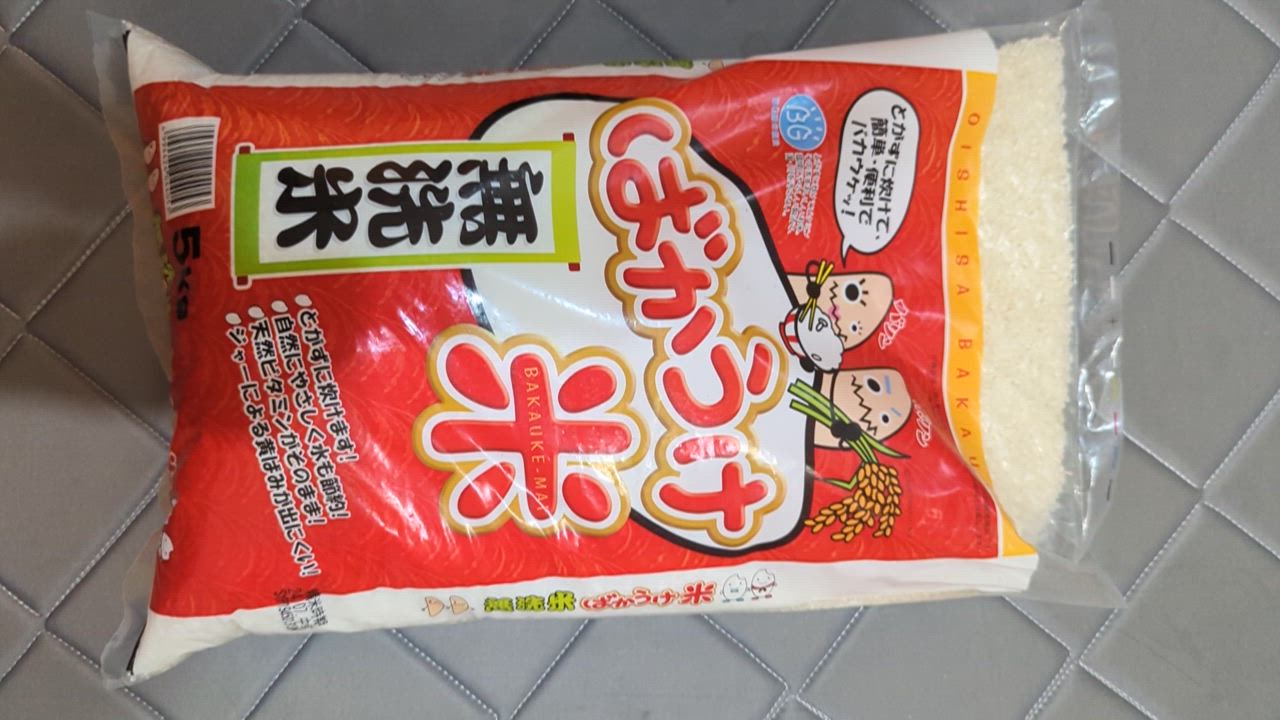 OISHISA BAKAU
とがずに炊けて、
簡単・便利で
バカウケッ!
BG
ばかうけ
米
BAKAUKE-MAI
無洗米
とがずに炊けます!
自然にやさしく水も節約!
天然ビタミンがそのまま!
ジャーによる黄ばみが出にくい!
5kg
ばかうけ米 無洗米